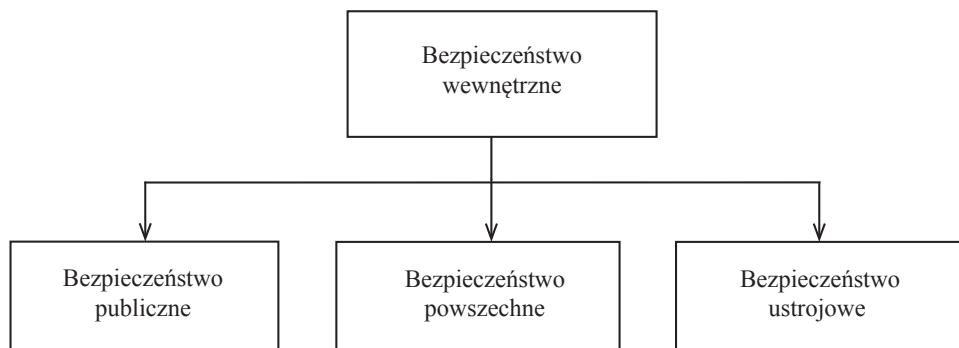 Bezpieczeństwo
wewnętrzne
Bezpieczeństwo
publiczne
Bezpieczeństwo
powszechne
Bezpieczeństwo
ustrojowe